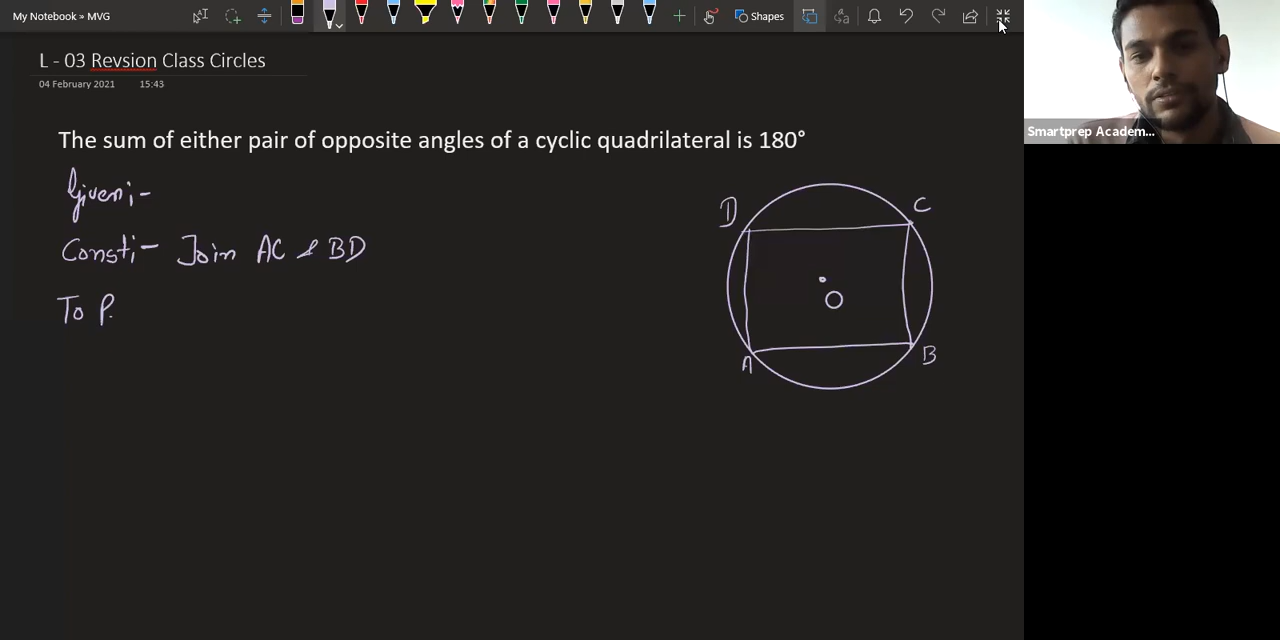 My Notebook » MVG
Shapes
Smartprep Academ...
L - 03 Revsion Class Circles
04 February 2021 15:43
The sum of either pair of opposite angles of a cyclic quadrilateral is 180°
Given:-
Const:- Join AC & BD
To P.
D
C
O
A
B